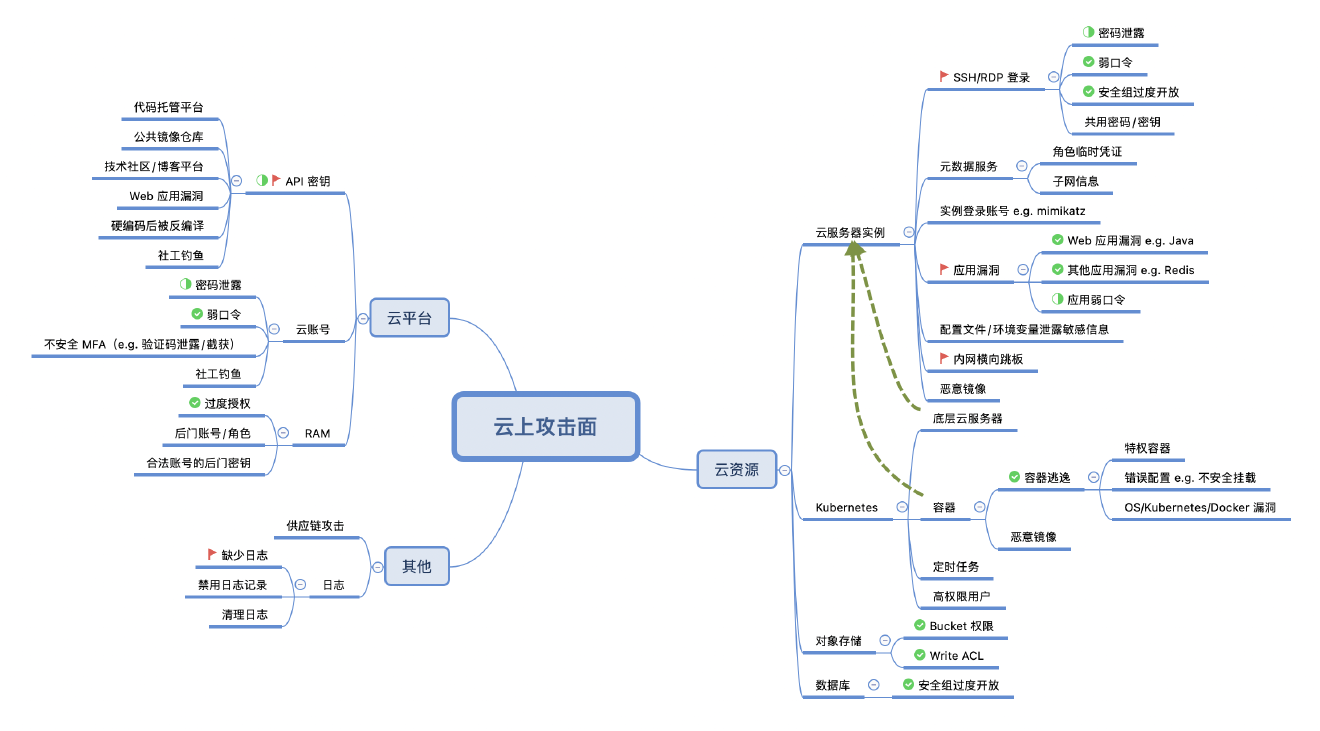 云上攻击面
云平台
API 密钥
代码托管平台
公共镜像仓库
技术社区/博客平台
Web 应用漏洞
硬编码后被反编译
社工钓鱼
云账号
密码泄露
弱口令
不安全 MFA（e.g. 验证码泄露/截获）
社工钓鱼
RAM
过度授权
后门账号/角色
合法账号的后门密钥
其他
供应链攻击
日志
缺少日志
禁用日志记录
清理日志
云资源
云服务器实例
SSH/RDP 登录
密码泄露
弱口令
安全组过度开放
共用密码/密钥
元数据服务
角色临时凭证
子网信息
实例登录账号 e.g. mimikatz
应用漏洞
Web 应用漏洞 e.g. Java
其他应用漏洞 e.g. Redis
应用弱口令
配置文件/环境变量泄露敏感信息
内网横向跳板
恶意镜像
Kubernetes
底层云服务器
容器
容器逃逸
特权容器
错误配置 e.g. 不安全挂载
OS/Kubernetes/Docker 漏洞
恶意镜像
定时任务
高权限用户
对象存储
Bucket 权限
Write ACL
数据库
安全组过度开放